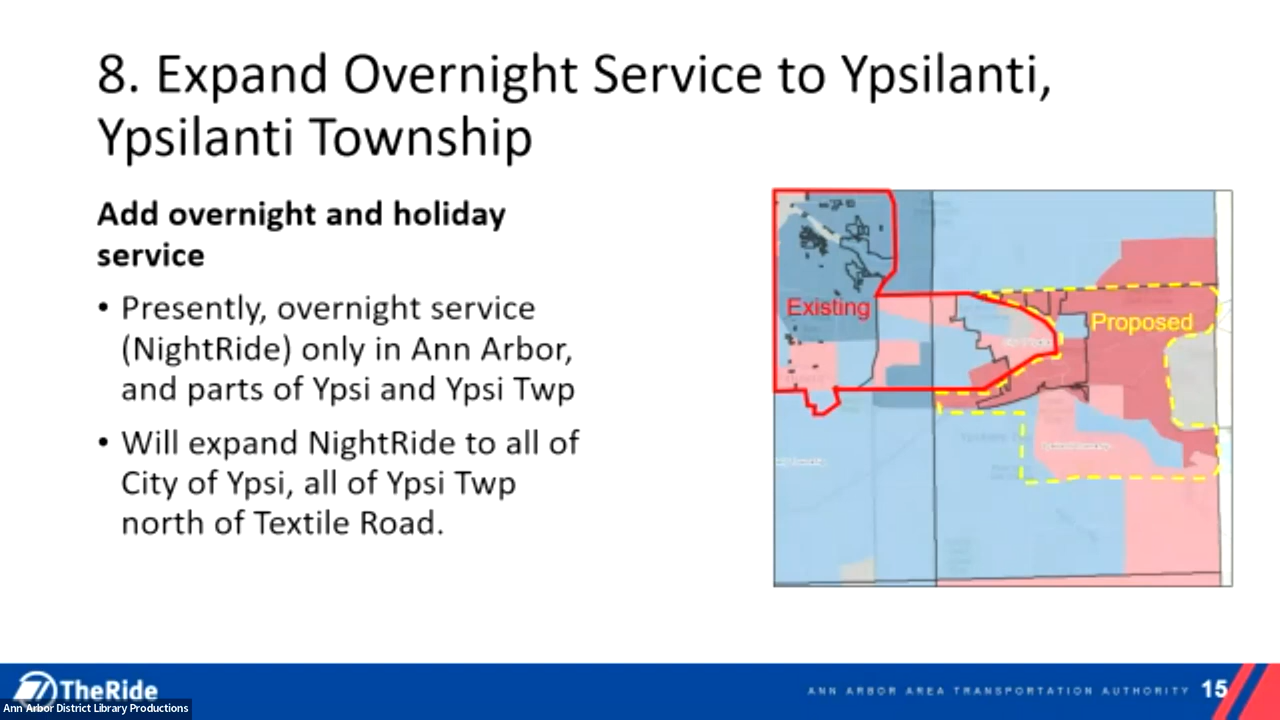 8. Expand Overnight Service to Ypsilanti,
Ypsilanti Township
Add overnight and holiday
service
• Presently, overnight service
(NightRide) only in Ann Arbor,
and parts of Ypsi and Ypsi Twp
• Will expand NightRide to all of
City of Ypsi, all of Ypsi Twp
north of Textile Road.
Existing
Proposed
TheRide
ANN ARBOR AREA TRANSPORTATION AUTHORITY 15
Ann Arbor District Library Productions